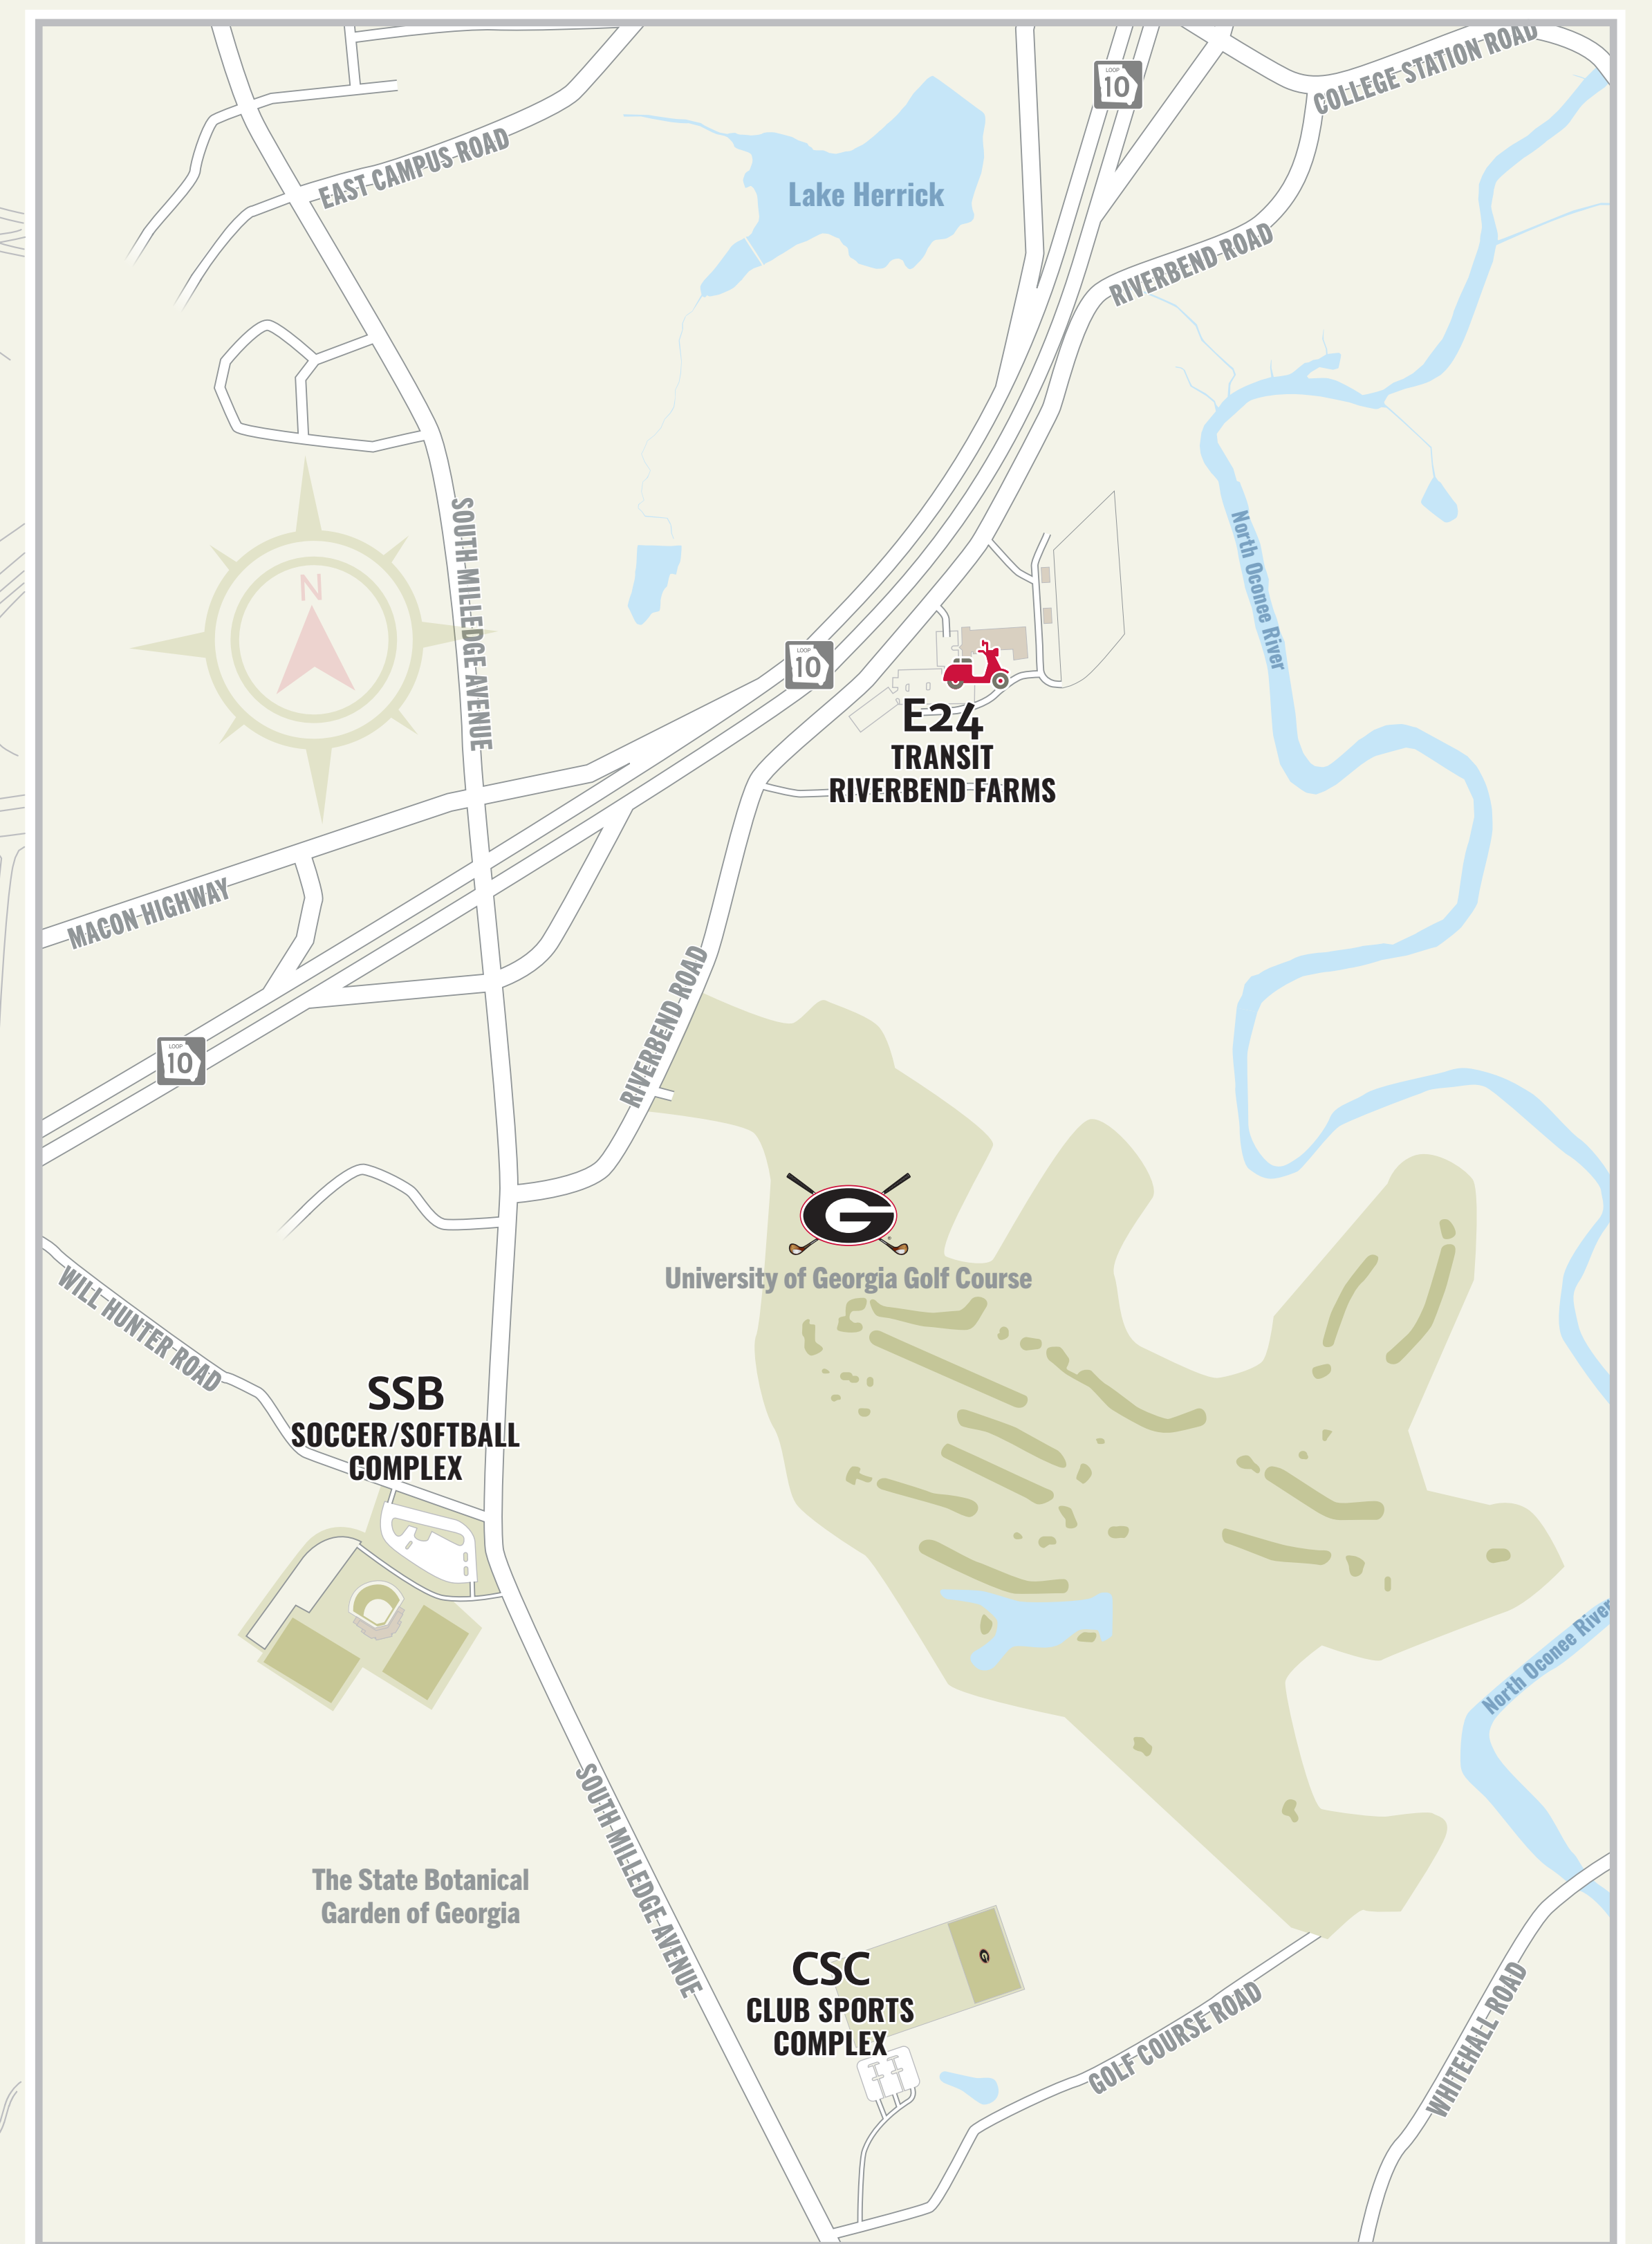 COLLEGE STATION ROAD
LOOP
10
EAST CAMPUS ROAD
Lake Herrick
RIVERBEND ROAD
SOUTH MILLEDGE AVENUE
N
North Oconee River
LOOP
10
E24
TRANSIT
RIVERBEND FARMS
MACON HIGHWAY
RIVERBEND ROAD
LOOP
10
G
University of Georgia Golf Course
WILL HUNTER ROAD
SSB
SOCCER/SOFTBALL
COMPLEX
North Oconee River
SOUTH MILLEDGE AVENUE
The State Botanical
Garden of Georgia
CSC
CLUB SPORTS
COMPLEX
G
GOLF COURSE ROAD
WHITEHALL ROAD